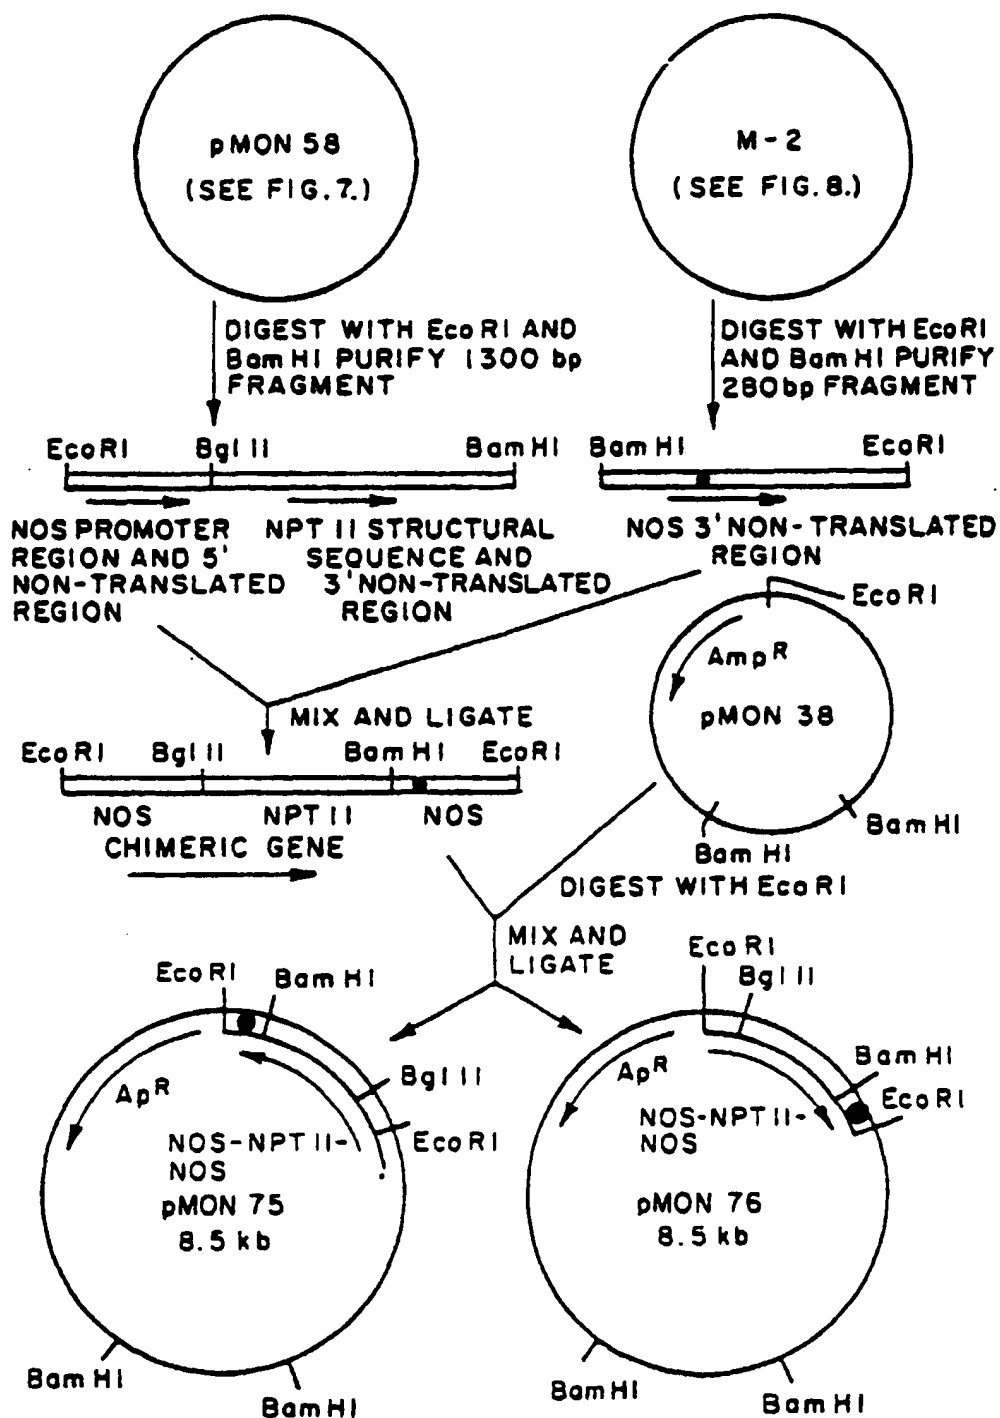 pMON 58
(SEE FIG. 7.)
M-2
(SEE FIG. 8.)
DIGEST WITH EcoRI AND
BamHI PURIFY 1300 bp
FRAGMENT
DIGEST WITH EcoRI
AND BamHI PURIFY
280bp FRAGMENT
EcoRI
Bgl II
BamHI
BamHI
EcoRI
NOS PROMOTER
REGION AND 5'
NON-TRANSLATED
REGION
NPT II STRUCTURAL
SEQUENCE AND
3' NON-TRANSLATED
REGION
NOS 3' NON-TRANSLATED
REGION
EcoRI
AmpR
pMON 38
BamHI
BamHI
MIX AND LIGATE
EcoRI
Bgl II
BamHI
EcoRI
NOS
NPT II
NOS
CHIMERIC GENE
DIGEST WITH EcoRI
MIX AND
LIGATE
EcoRI
BamHI
Bgl II
EcoRI
ApR
NOS-NPT II-
NOS
pMON 75
8.5 kb
BamHI
BamHI
EcoRI
Bgl II
BamHI
EcoRI
ApR
NOS-NPT II-
NOS
pMON 76
8.5 kb
BamHI
BamHI